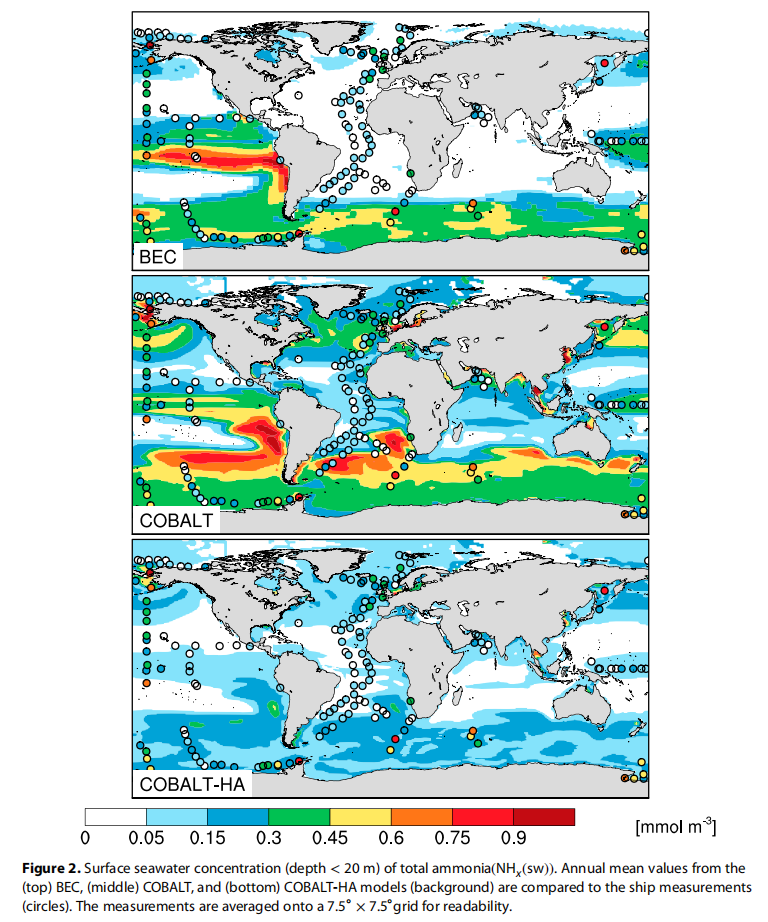 BEC
COBALT
COBALT-HA
0 0.05 0.15 0.3 0.45 0.6 0.75 0.9 [mmol m⁻³]
Figure 2. Surface seawater concentration (depth < 20 m) of total ammonia(NHₓ(sw)). Annual mean values from the
(top) BEC, (middle) COBALT, and (bottom) COBALT-HA models (background) are compared to the ship measurements
(circles). The measurements are averaged onto a 7.5° × 7.5°grid for readability.